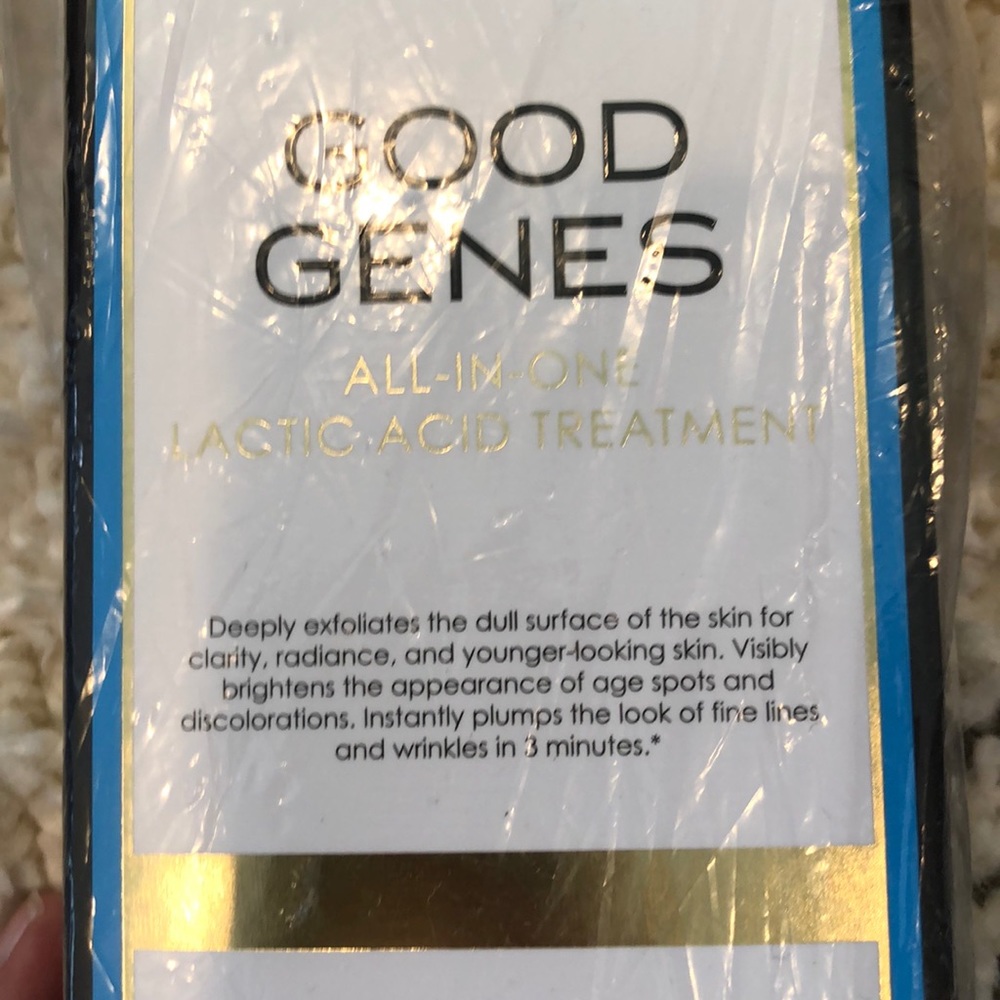 GOOD
GENES
ALL-IN-ONE
LACTIC ACID TREATMENT
Deeply exfoliates the dull surface of the skin for
clarity, radiance, and younger-looking skin. Visibly
brightens the appearance of age spots and
discolorations. Instantly plumps the look of fine lines
and wrinkles in 3 minutes.*